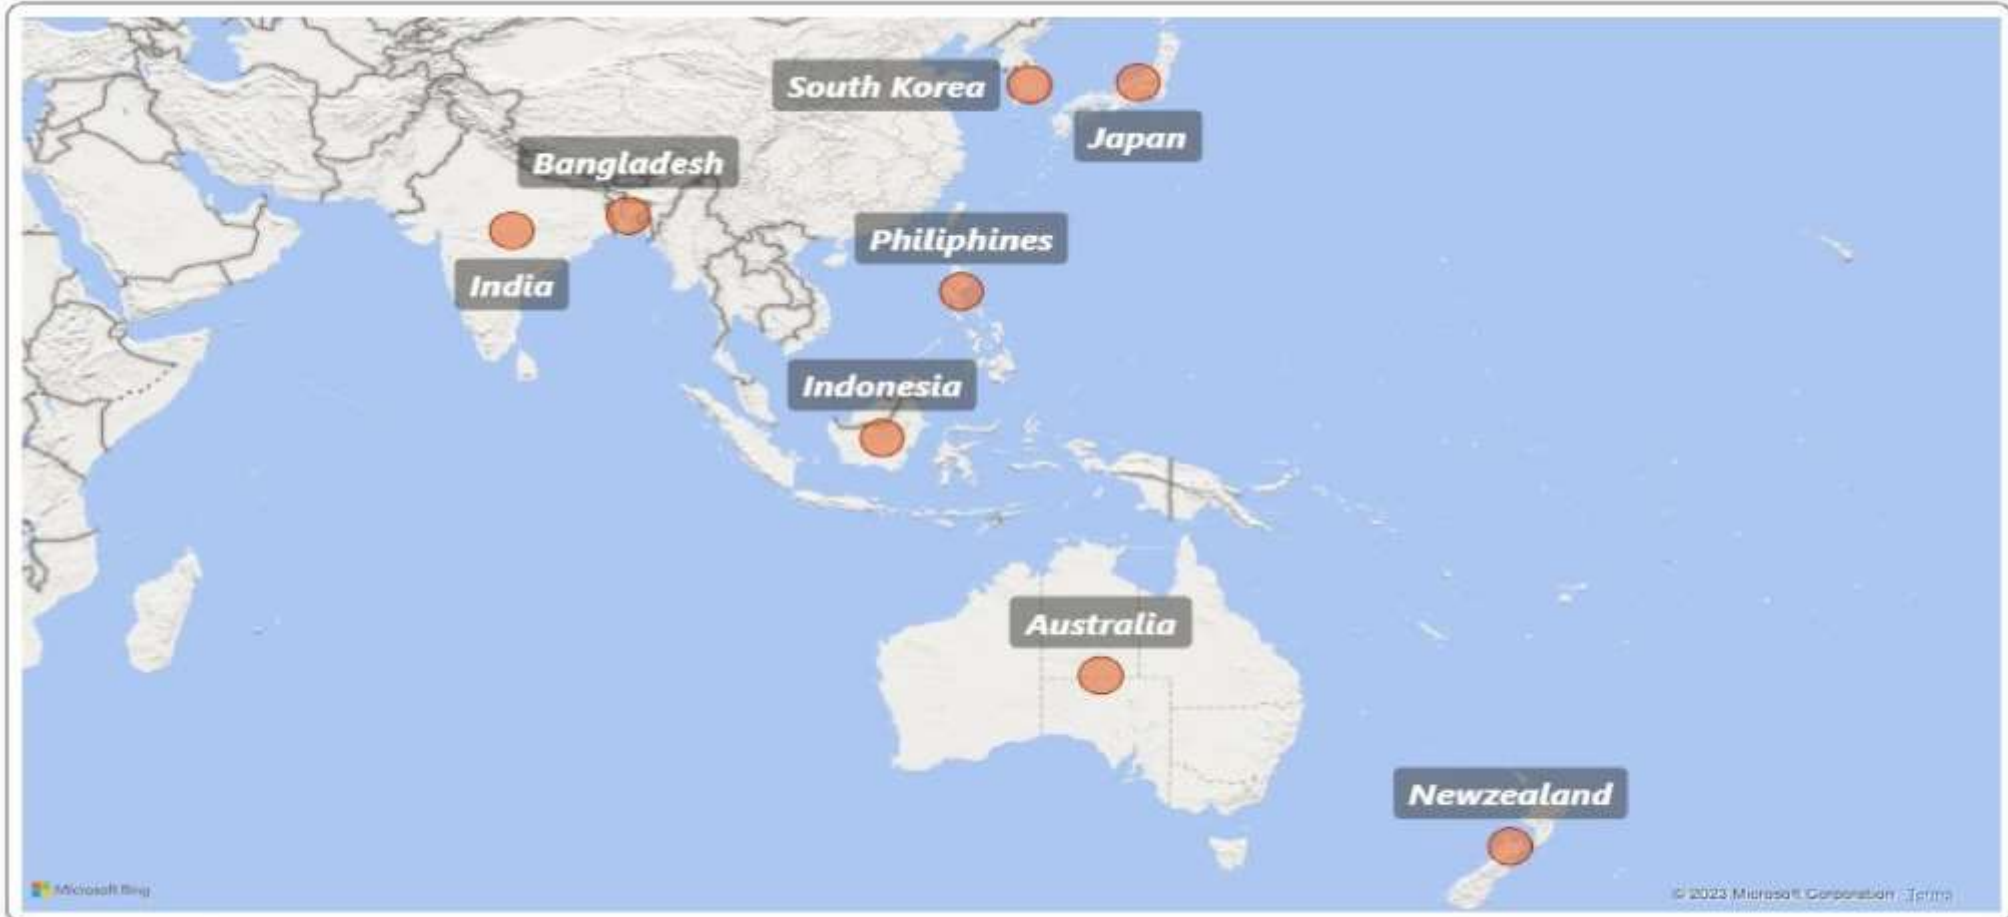 South Korea
Japan
Bangladesh
Philiphines
India
Indonesia
Australia
Newzealand
Microsoft Bing
© 2023 Microsoft Corporation Terms